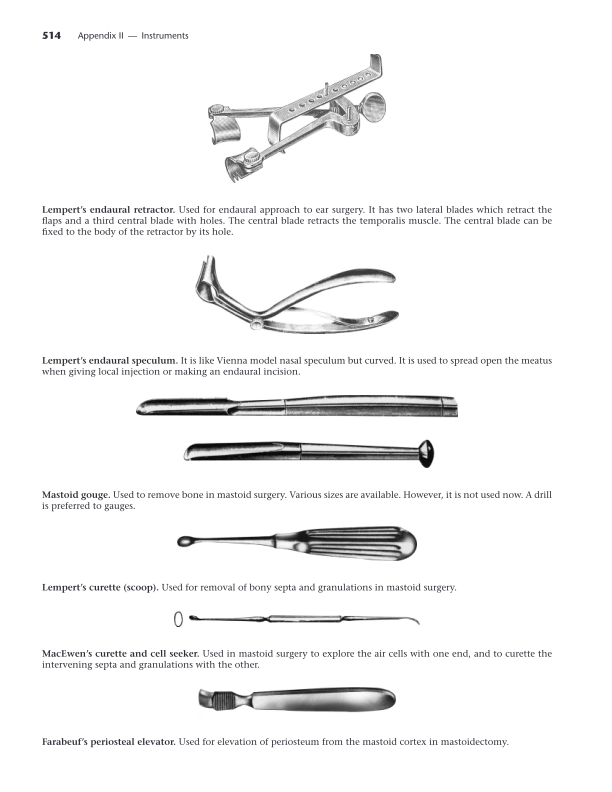 514 Appendix II — Instruments
Lempert's endaural retractor. Used for endaural approach to ear surgery. It has two lateral blades which retract the
flaps and a third central blade with holes. The central blade retracts the temporalis muscle. The central blade can be
fixed to the body of the retractor by its hole.
Lempert's endaural speculum. It is like Vienna model nasal speculum but curved. It is used to spread open the meatus
when giving local injection or making an endaural incision.
Mastoid gouge. Used to remove bone in mastoid surgery. Various sizes are available. However, it is not used now. A drill
is preferred to gauges.
Lempert's curette (scoop). Used for removal of bony septa and granulations in mastoid surgery.
MacEwen's curette and cell seeker. Used in mastoid surgery to explore the air cells with one end, and to curette the
intervening septa and granulations with the other.
Farabeuf's periosteal elevator. Used for elevation of periosteum from the mastoid cortex in mastoidectomy.